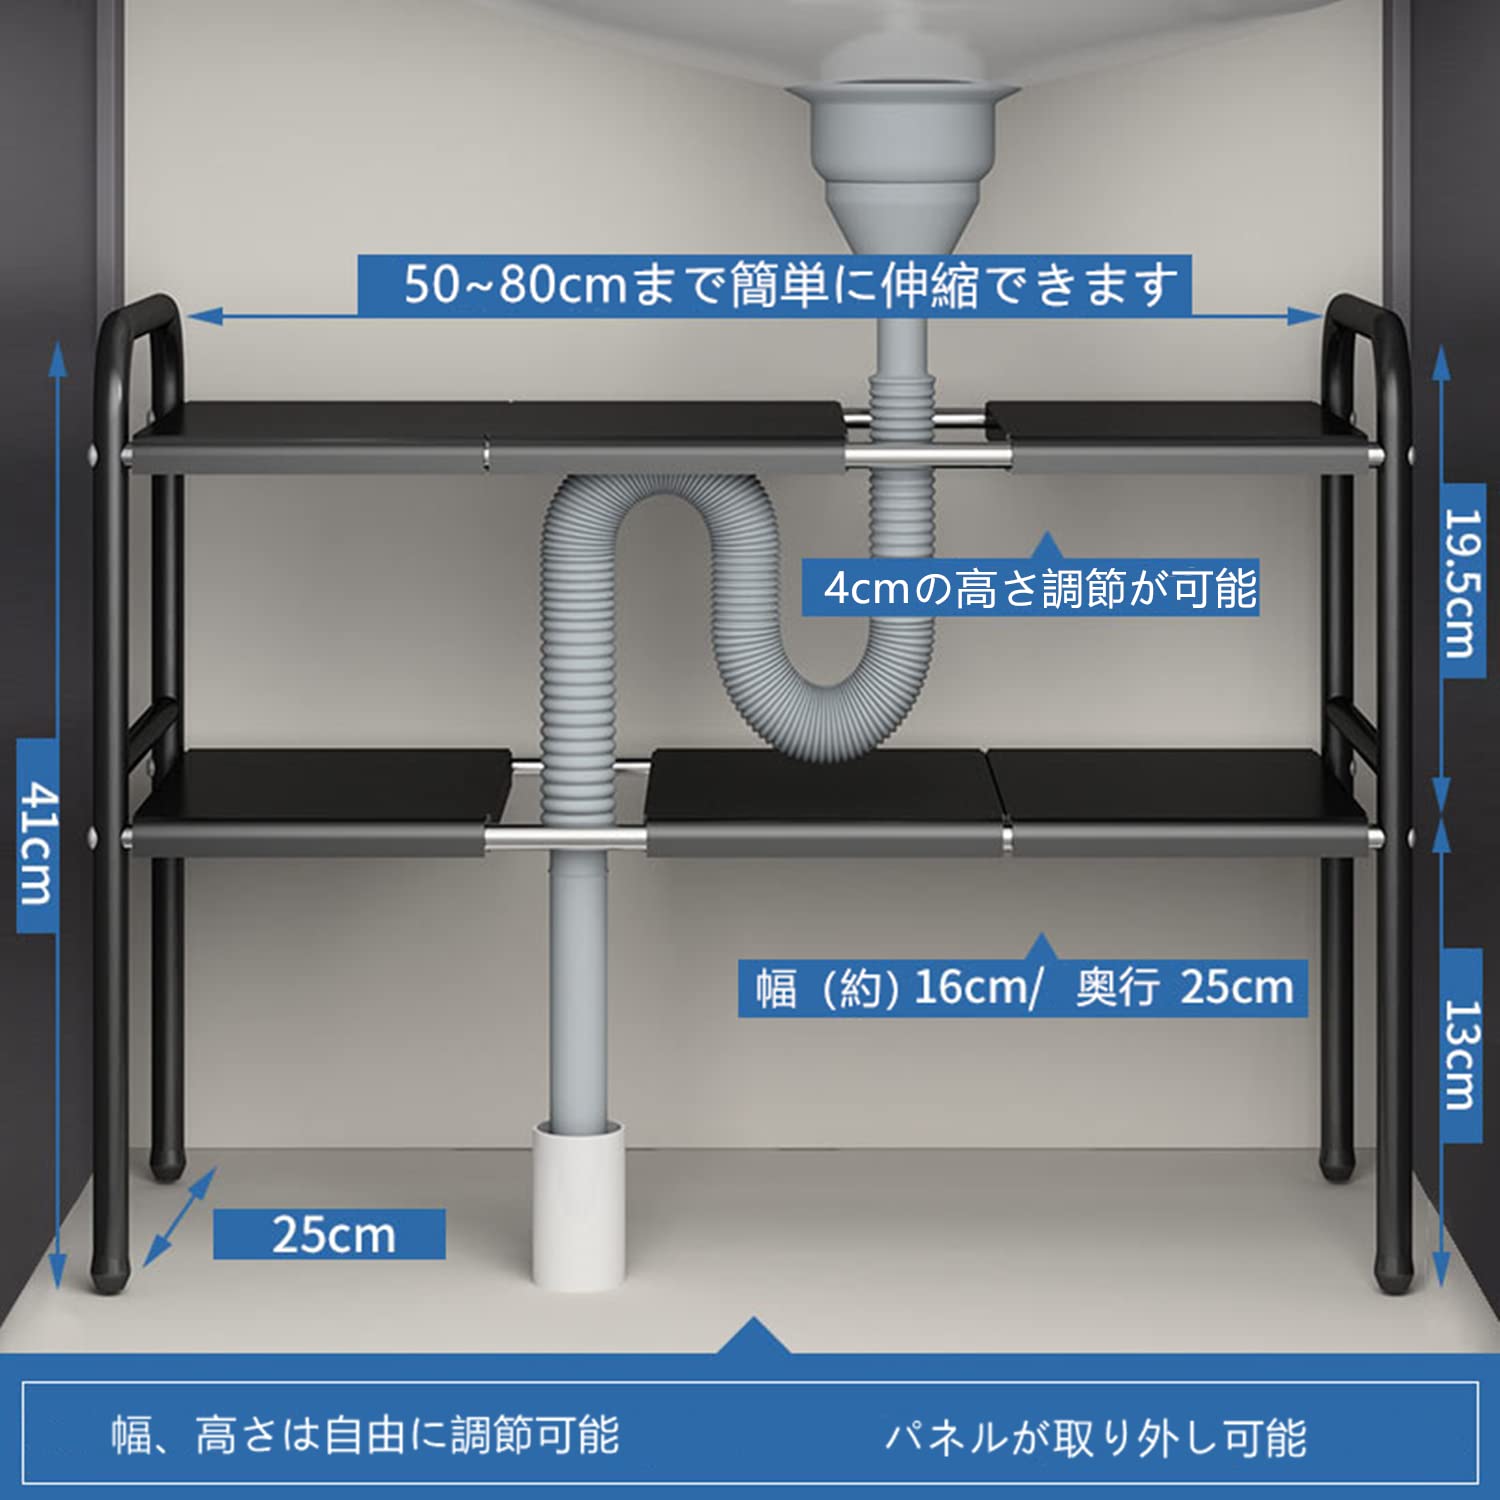 50~80cmまで簡単に伸縮できます
19.5cm
4cmの高さ調節が可能
41cm
幅 (約) 16cm/ 奥行 25cm
13cm
25cm
幅、高さは自由に調節可能
パネルが取り外し可能